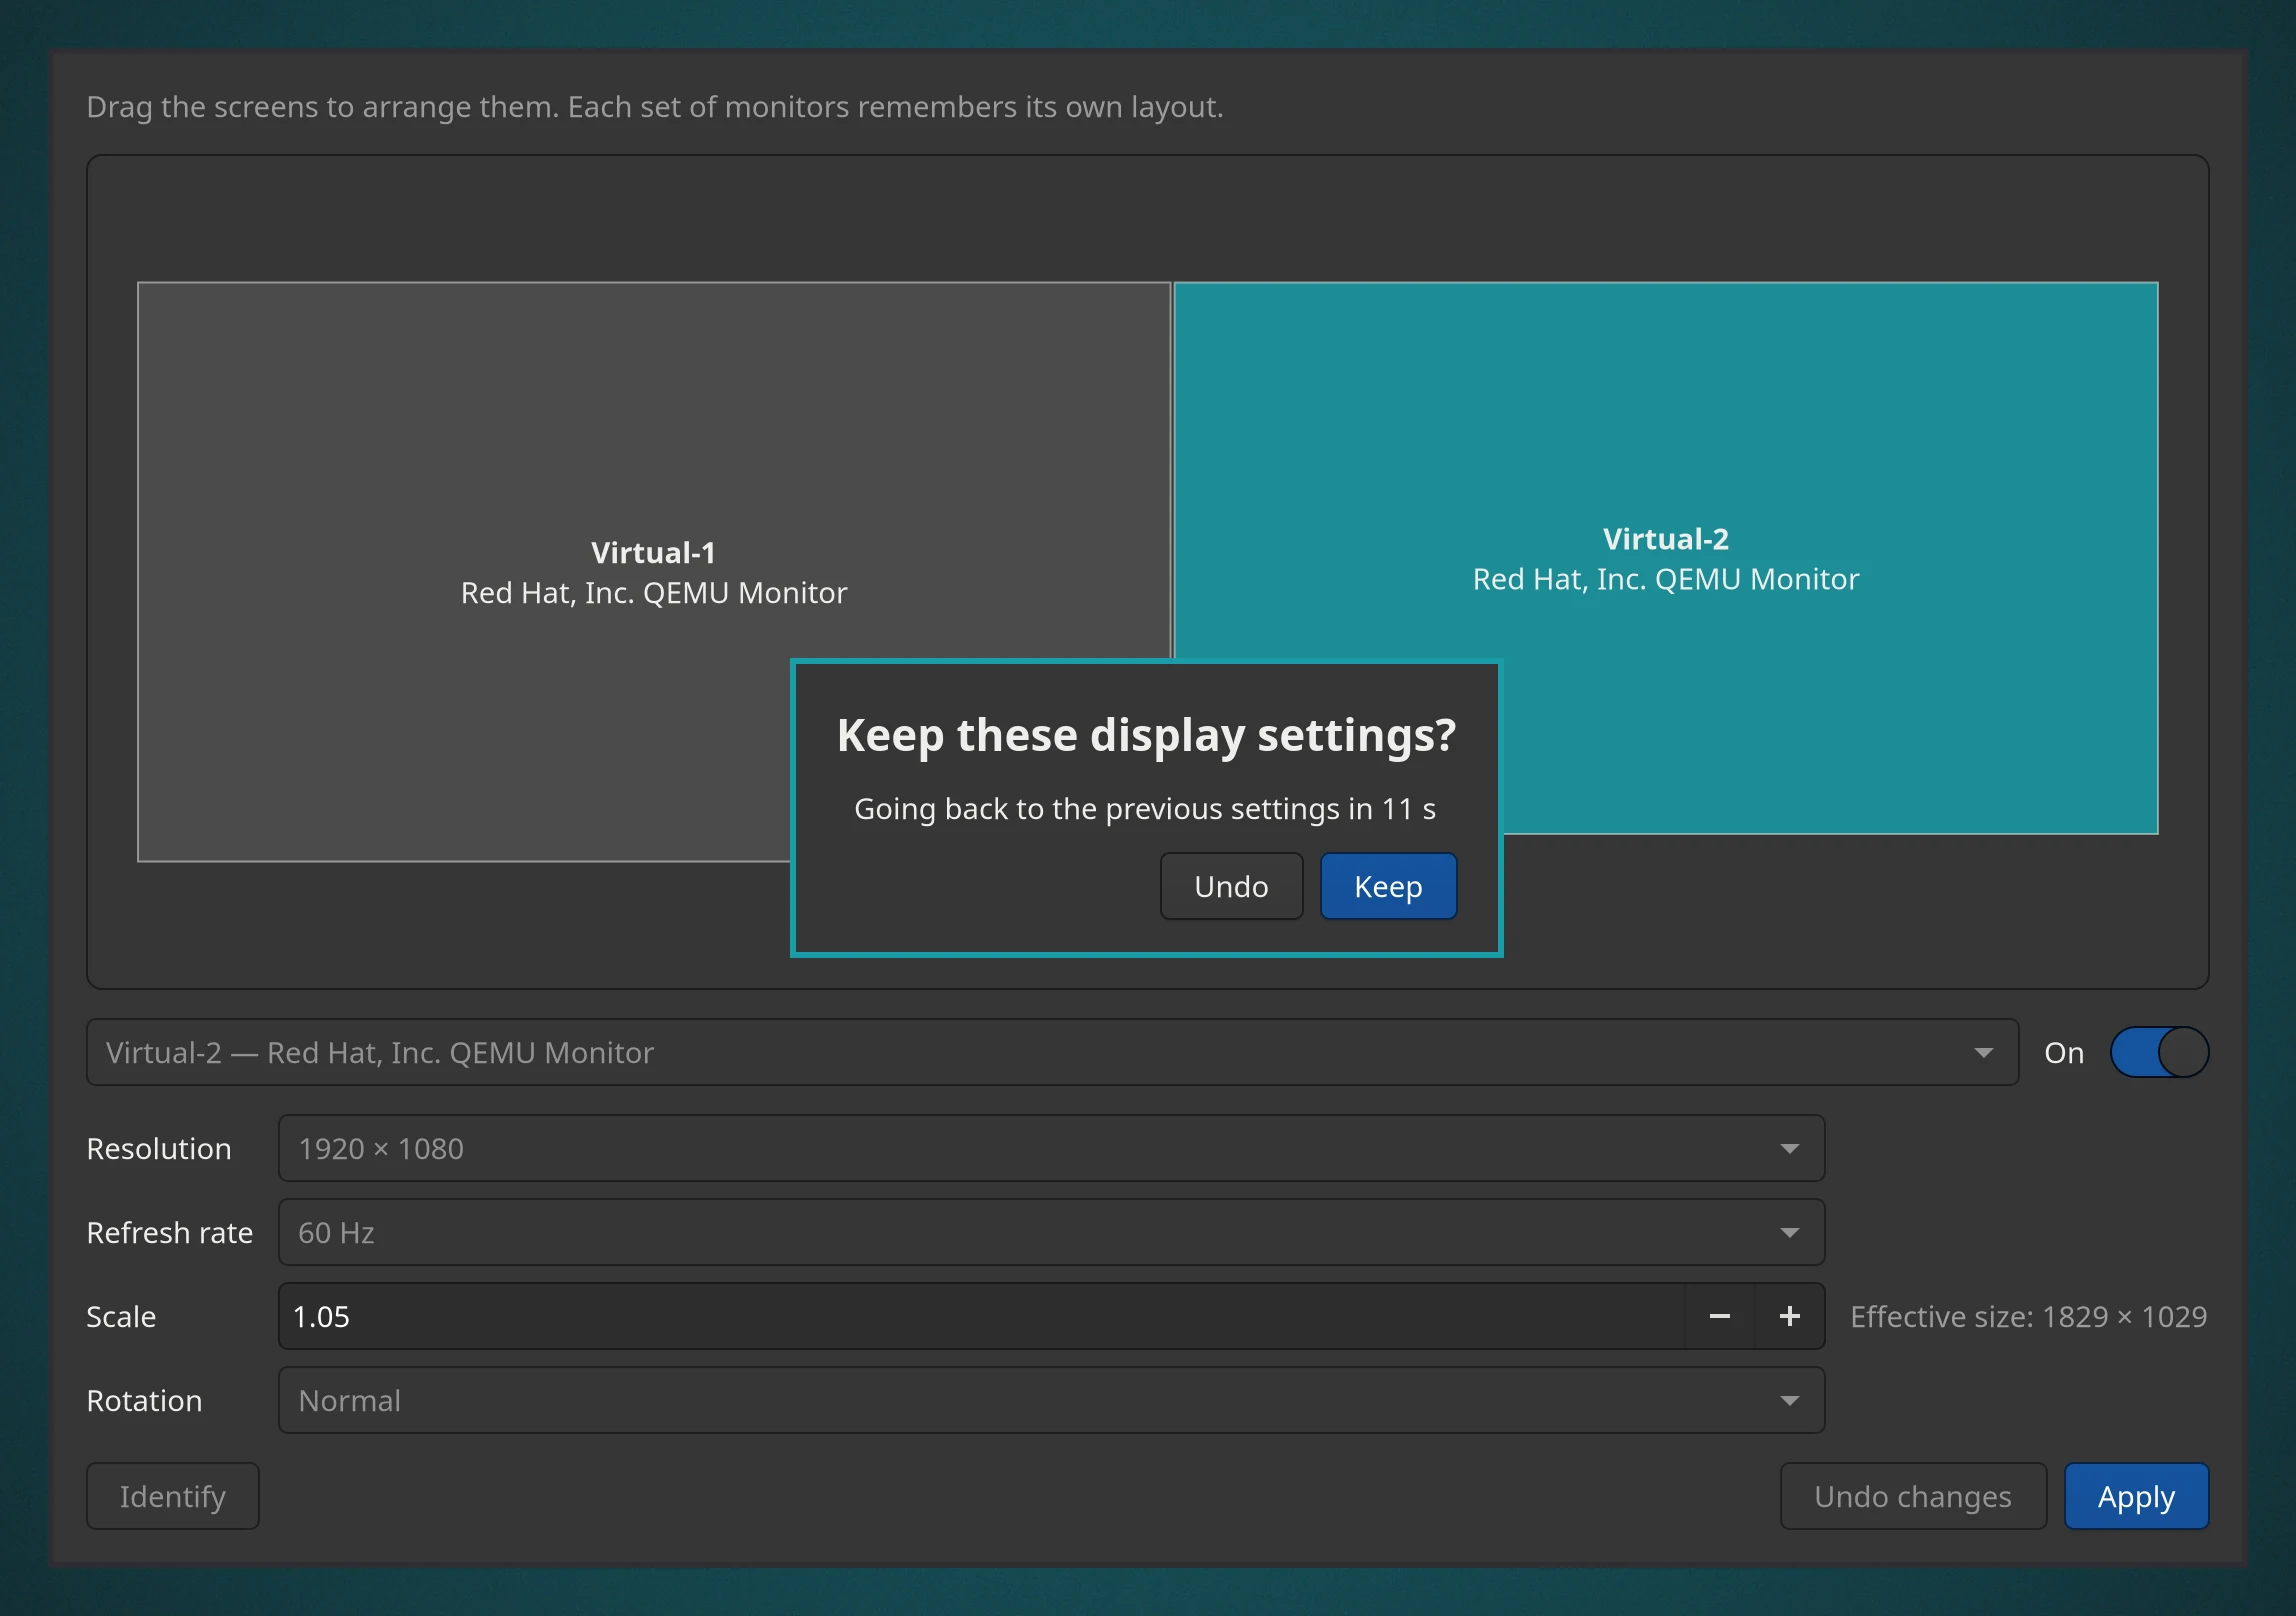 Drag the screens to arrange them. Each set of monitors remembers its own layout.
Virtual-1
Red Hat, Inc. QEMU Monitor
Virtual-2
Red Hat, Inc. QEMU Monitor
Keep these display settings?
Going back to the previous settings in 11 s
Undo
Keep
Virtual-2 — Red Hat, Inc. QEMU Monitor
On
Resolution
1920 × 1080
Refresh rate
60 Hz
Scale
1.05
Effective size: 1829 × 1029
Rotation
Normal
Identify
Undo changes
Apply